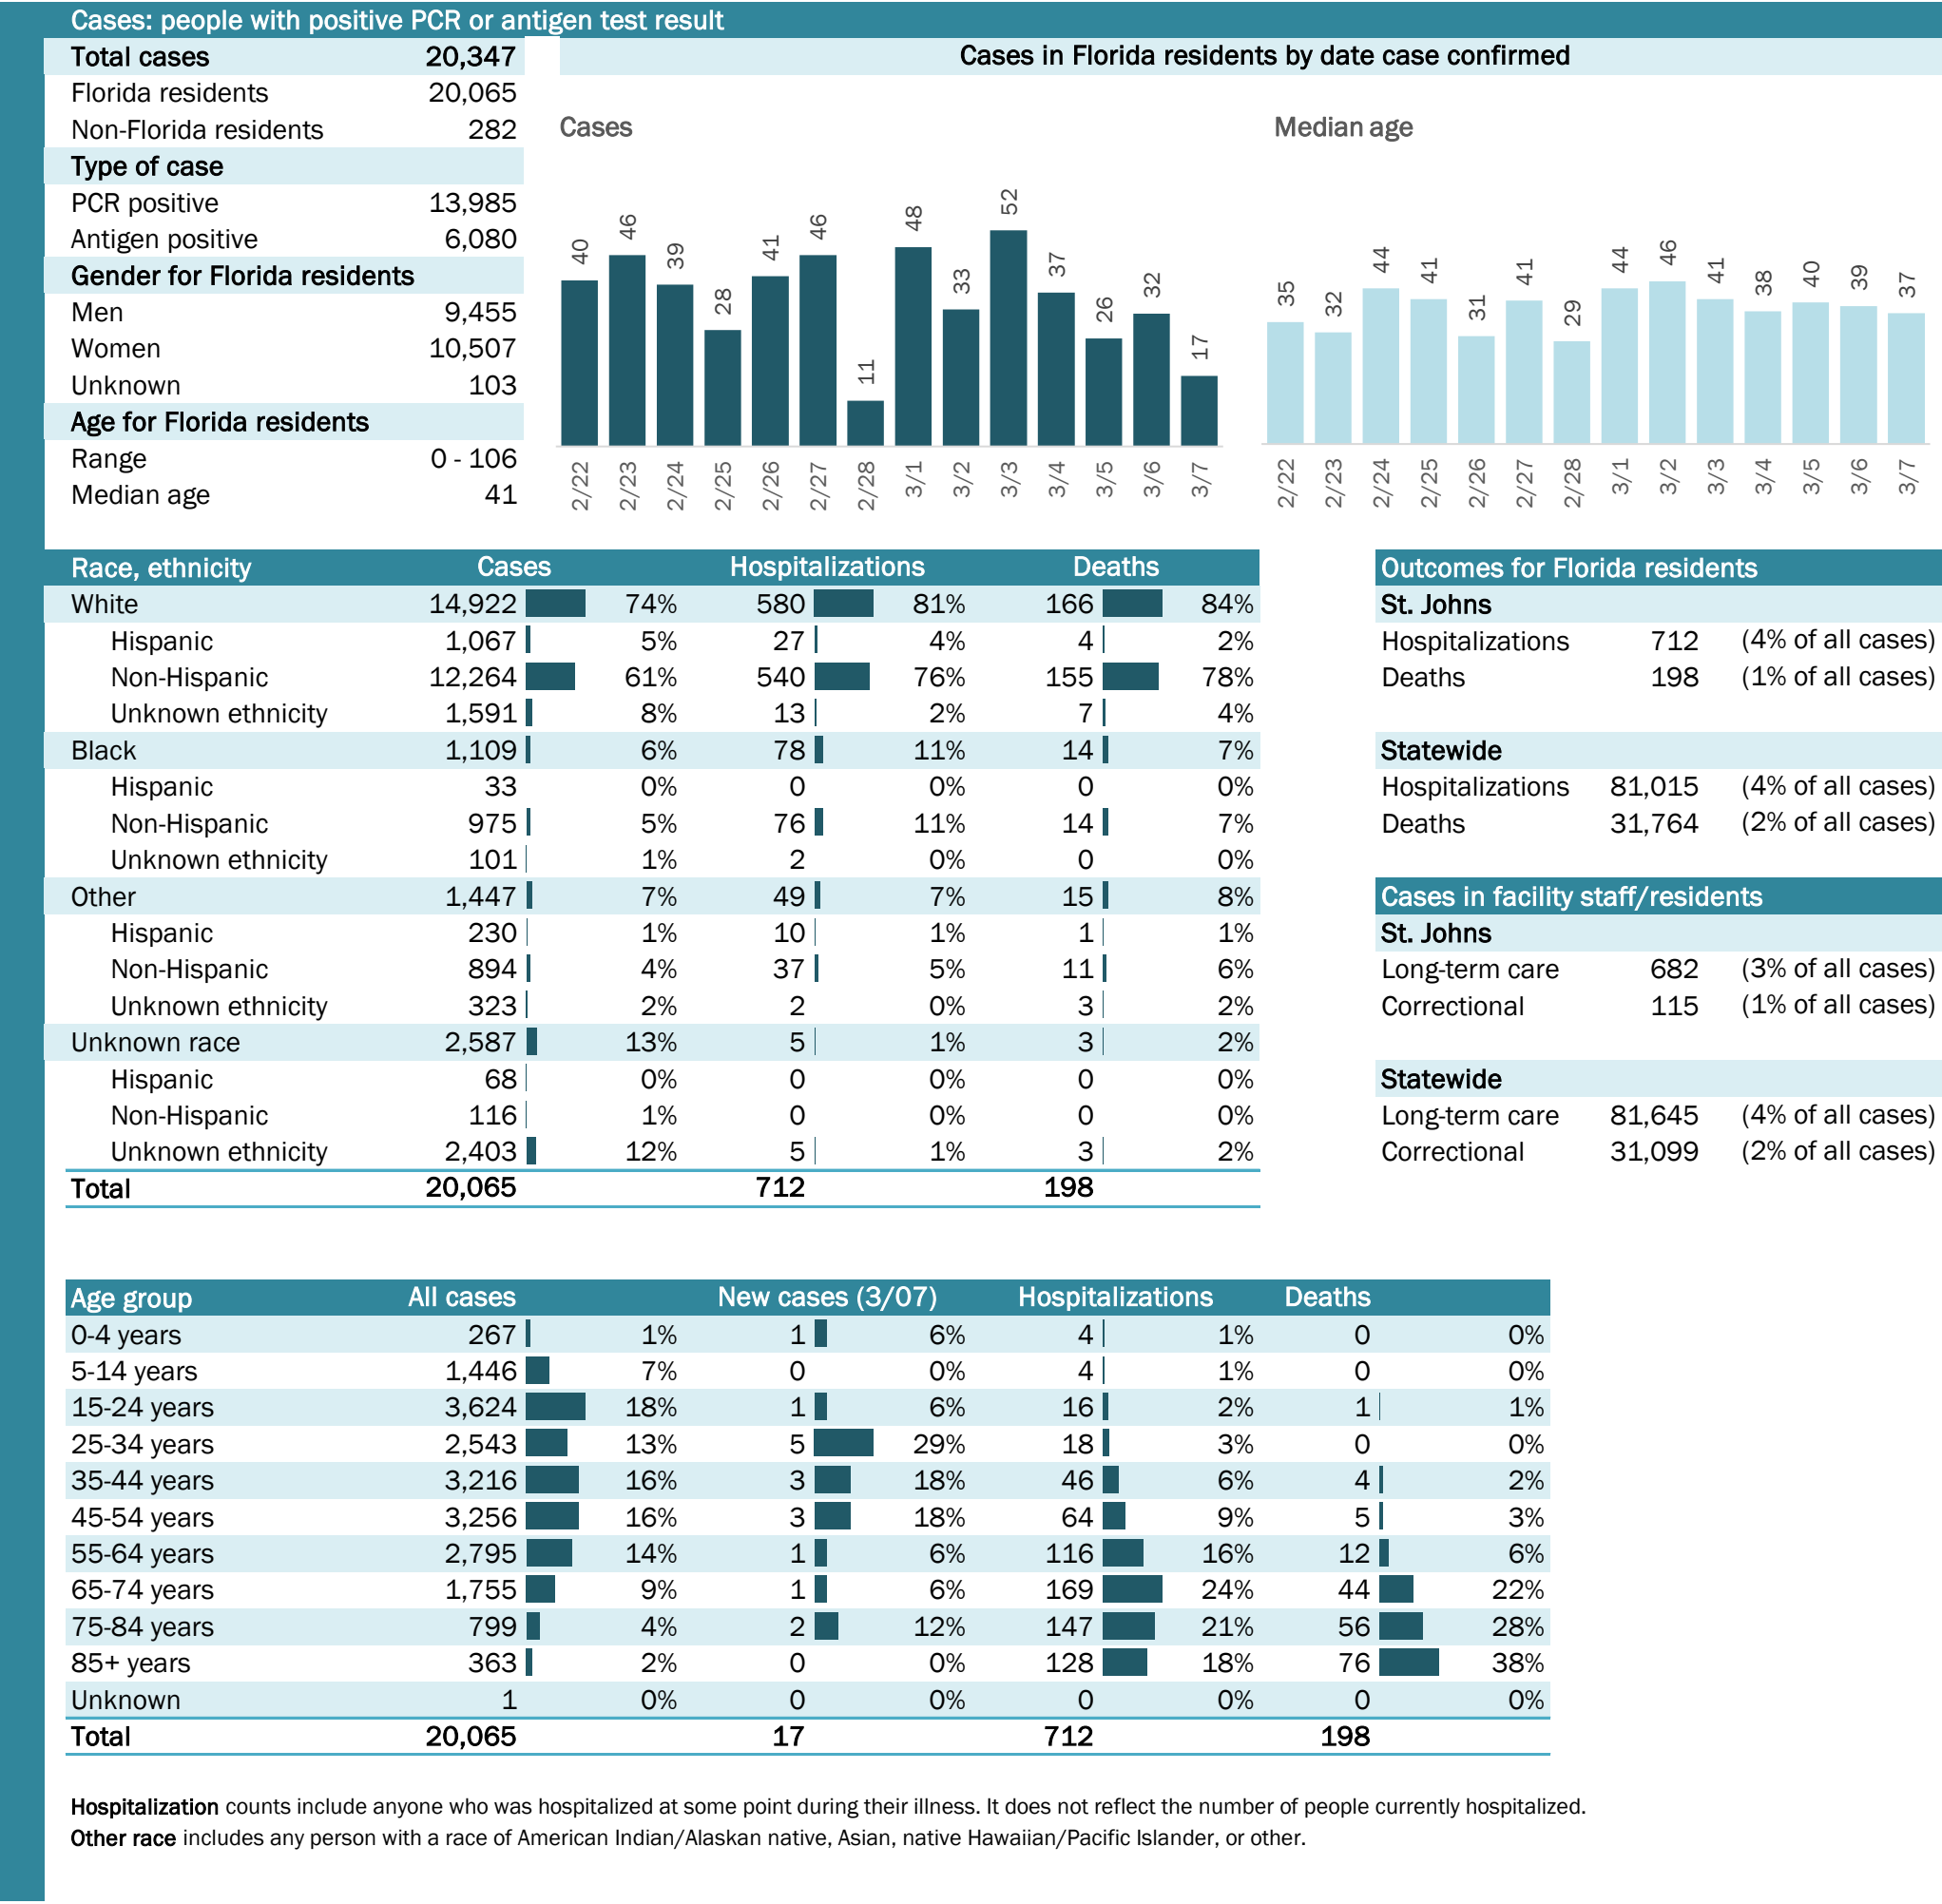 Cases: people with positive PCR or antigen test result
Total cases 20,347
Florida residents 20,065
Non-Florida residents 282
Type of case
PCR positive 13,985
Antigen positive 6,080
Gender for Florida residents
Men 9,455
Women 10,507
Unknown 103
Age for Florida residents
Range 0 - 106
Median age 41
Cases in Florida residents by date case confirmed
Cases
40 46 39 28 41 46 11 48 33 52 37 26 32 17
2/22 2/23 2/24 2/25 2/26 2/27 2/28 3/1 3/2 3/3 3/4 3/5 3/6 3/7
Median age
35 32 44 41 31 41 29 44 46 41 38 40 39 37
2/22 2/23 2/24 2/25 2/26 2/27 2/28 3/1 3/2 3/3 3/4 3/5 3/6 3/7
Race, ethnicity Cases Hospitalizations Deaths
White 14,922 74% 580 81% 166 84%
Hispanic 1,067 5% 27 4% 4 2%
Non-Hispanic 12,264 61% 540 76% 155 78%
Unknown ethnicity 1,591 8% 13 2% 7 4%
Black 1,109 6% 78 11% 14 7%
Hispanic 33 0% 0 0% 0 0%
Non-Hispanic 975 5% 76 11% 14 7%
Unknown ethnicity 101 1% 2 0% 0 0%
Other 1,447 7% 49 7% 15 8%
Hispanic 230 1% 10 1% 1 1%
Non-Hispanic 894 4% 37 5% 11 6%
Unknown ethnicity 323 2% 2 0% 3 2%
Unknown race 2,587 13% 5 1% 3 2%
Hispanic 68 0% 0 0% 0 0%
Non-Hispanic 116 1% 0 0% 0 0%
Unknown ethnicity 2,403 12% 5 1% 3 2%
Total 20,065 712 198
Outcomes for Florida residents
St. Johns
Hospitalizations 712 (4% of all cases)
Deaths 198 (1% of all cases)
Statewide
Hospitalizations 81,015 (4% of all cases)
Deaths 31,764 (2% of all cases)
Cases in facility staff/residents
St. Johns
Long-term care 682 (3% of all cases)
Correctional 115 (1% of all cases)
Statewide
Long-term care 81,645 (4% of all cases)
Correctional 31,099 (2% of all cases)
Age group All cases New cases (3/07) Hospitalizations Deaths
0-4 years 267 1% 1 6% 4 1% 0 0%
5-14 years 1,446 7% 0 0% 4 1% 0 0%
15-24 years 3,624 18% 1 6% 16 2% 1 1%
25-34 years 2,543 13% 5 29% 18 3% 0 0%
35-44 years 3,216 16% 3 18% 46 6% 4 2%
45-54 years 3,256 16% 3 18% 64 9% 5 3%
55-64 years 2,795 14% 1 6% 116 16% 12 6%
65-74 years 1,755 9% 1 6% 169 24% 44 22%
75-84 years 799 4% 2 12% 147 21% 56 28%
85+ years 363 2% 0 0% 128 18% 76 38%
Unknown 1 0% 0 0% 0 0% 0 0%
Total 20,065 17 712 198
Hospitalization counts include anyone who was hospitalized at some point during their illness. It does not reflect the number of people currently hospitalized.
Other race includes any person with a race of American Indian/Alaskan native, Asian, native Hawaiian/Pacific Islander, or other.